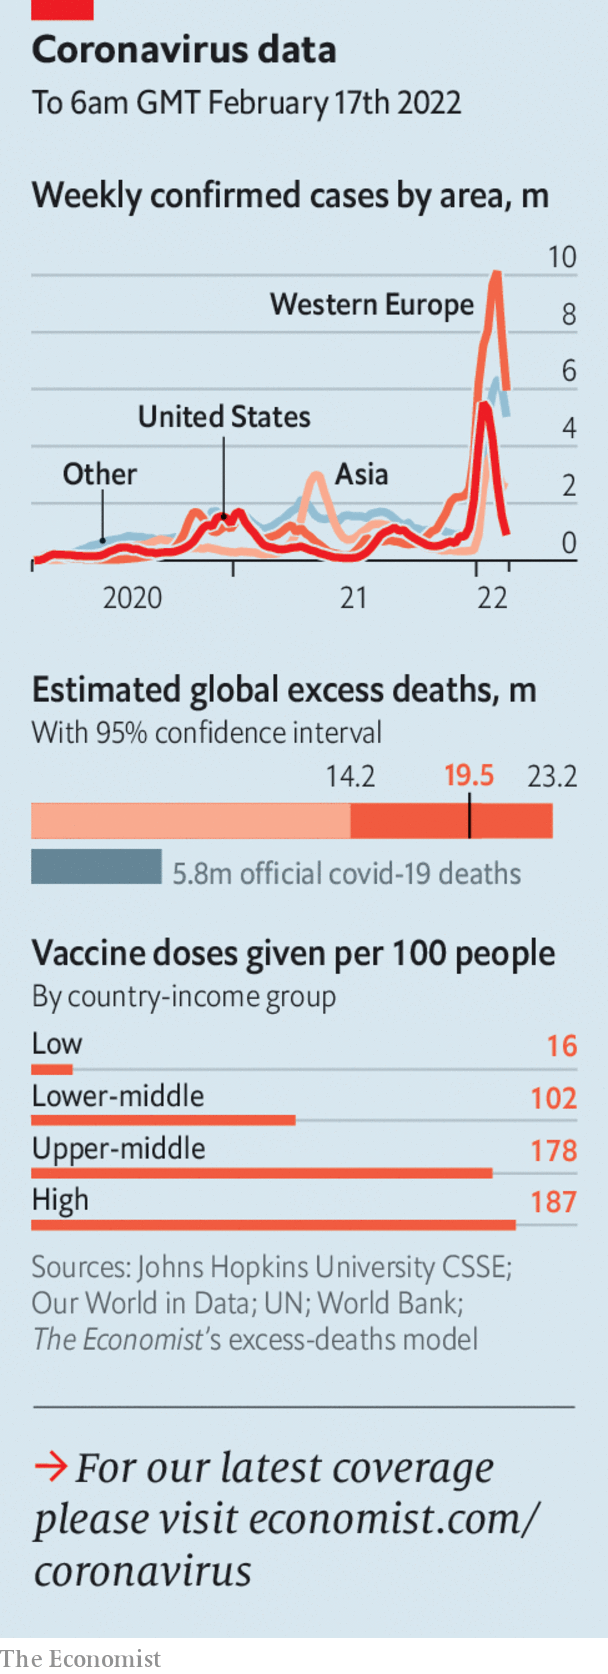 Coronavirus data
To 6am GMT February 17th 2022
Weekly confirmed cases by area, m
10
Western Europe
8
6
United States
4
Other
Asia
2
0
2020
21
22
Estimated global excess deaths, m
With 95% confidence interval
14.2 19.5 23.2
5.8m official covid-19 deaths
Vaccine doses given per 100 people
By country-income group
Low 16
Lower-middle 102
Upper-middle 178
High 187
Sources: Johns Hopkins University CSSE;
Our World in Data; UN; World Bank;
The Economist's excess-deaths model
→ For our latest coverage
please visit economist.com/
coronavirus
The Economist